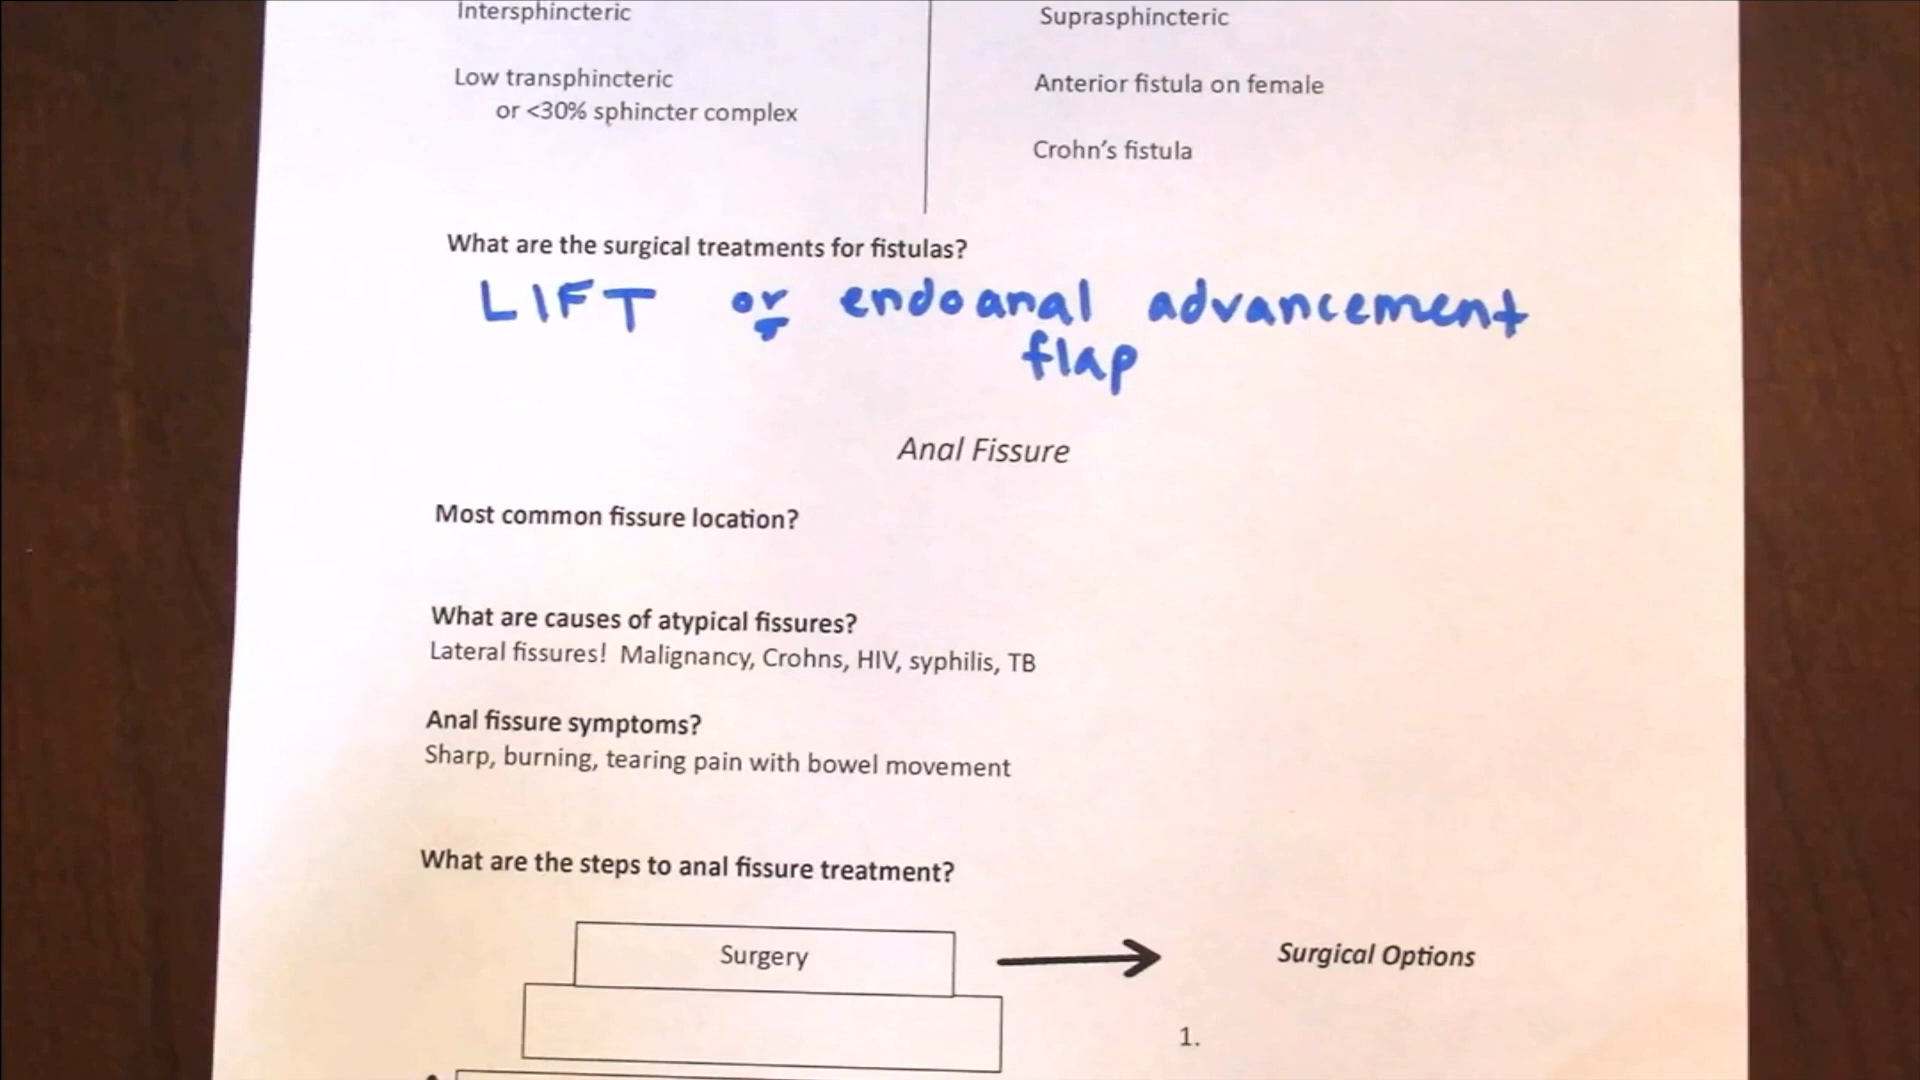 Intersphincteric
Low transphincteric
or <30% sphincter complex
Suprasphincteric
Anterior fistula on female
Crohn's fistula
What are the surgical treatments for fistulas?
LIFT or endoanal advancement
flap
Anal Fissure
Most common fissure location?
What are causes of atypical fissures?
Lateral fissures! Malignancy, Crohns, HIV, syphilis, TB
Anal fissure symptoms?
Sharp, burning, tearing pain with bowel movement
What are the steps to anal fissure treatment?
Surgery
Surgical Options
1.